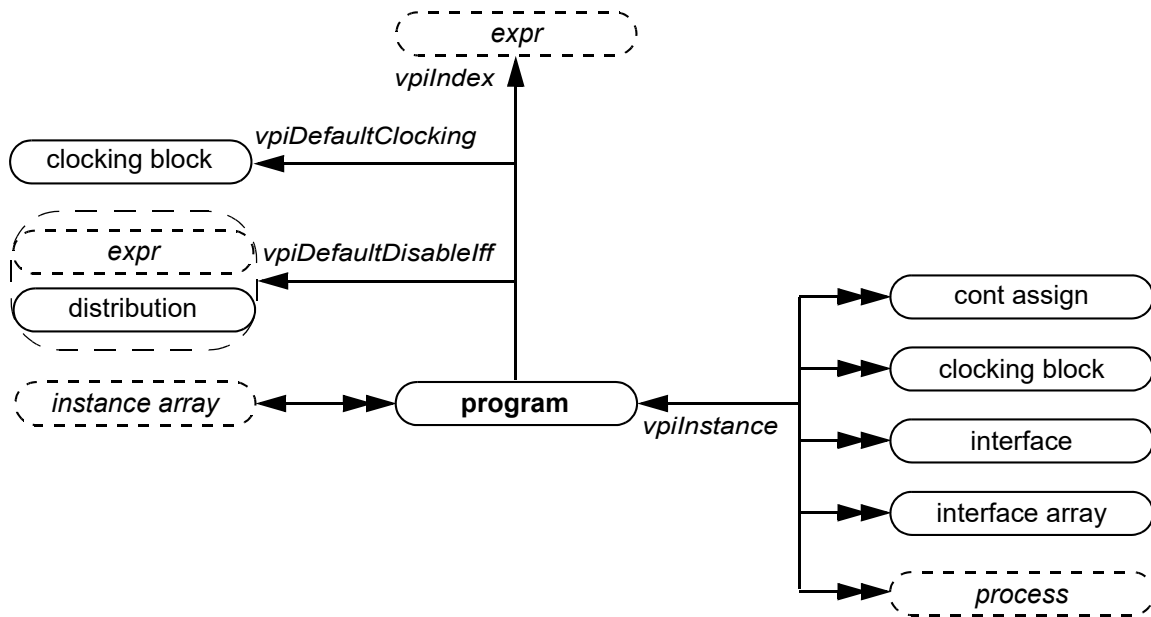 expr
vpiIndex
vpiDefaultClocking
clocking block
expr
vpiDefaultDisableIff
distribution
cont assign
clocking block
instance array
program
vpiInstance
interface
interface array
process